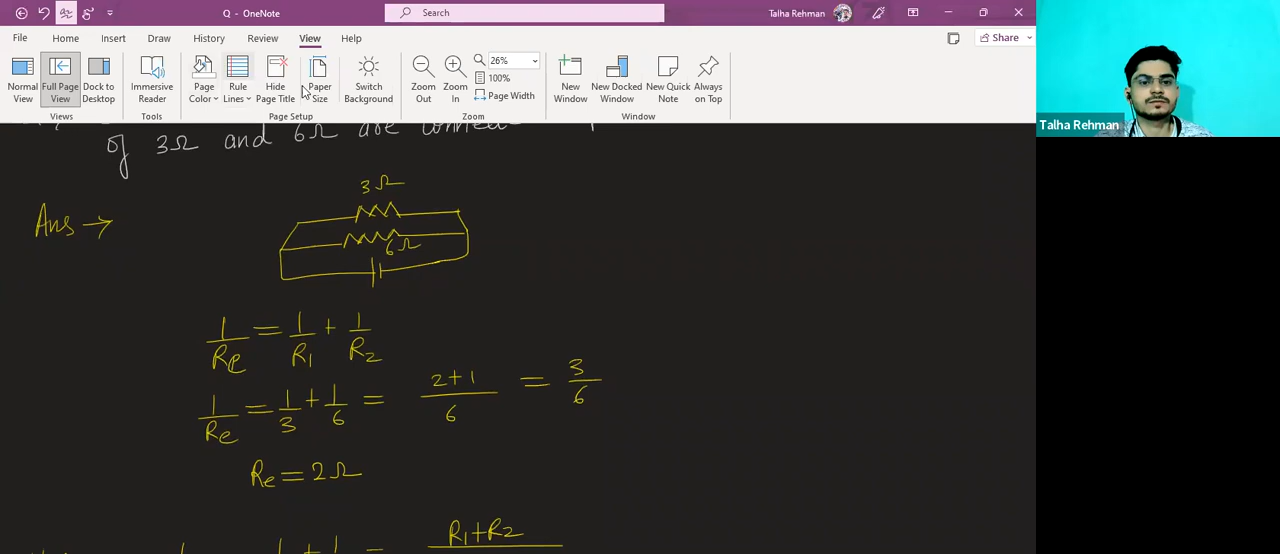 Q - OneNote
Search
Talha Rehman
File Home Insert Draw History Review View Help
Share
Normal View
Full Page View
Dock to Desktop
Immersive Reader
Page Color
Rule Lines
Hide Page Title
Paper Size
Switch Background
Zoom Out
Zoom In
26%
100%
Page Width
New Window
New Docked Window
New Quick Note
Always on Top
Views Tools Page Setup Zoom Window
Talha Rehman
of 3Ω and 6Ω are
Ans →
3Ω
6Ω
1/Re = 1/R1 + 1/R2
1/Re = 1/3 + 1/6 = 2+1/6 = 3/6
Re = 2Ω
R1+R2